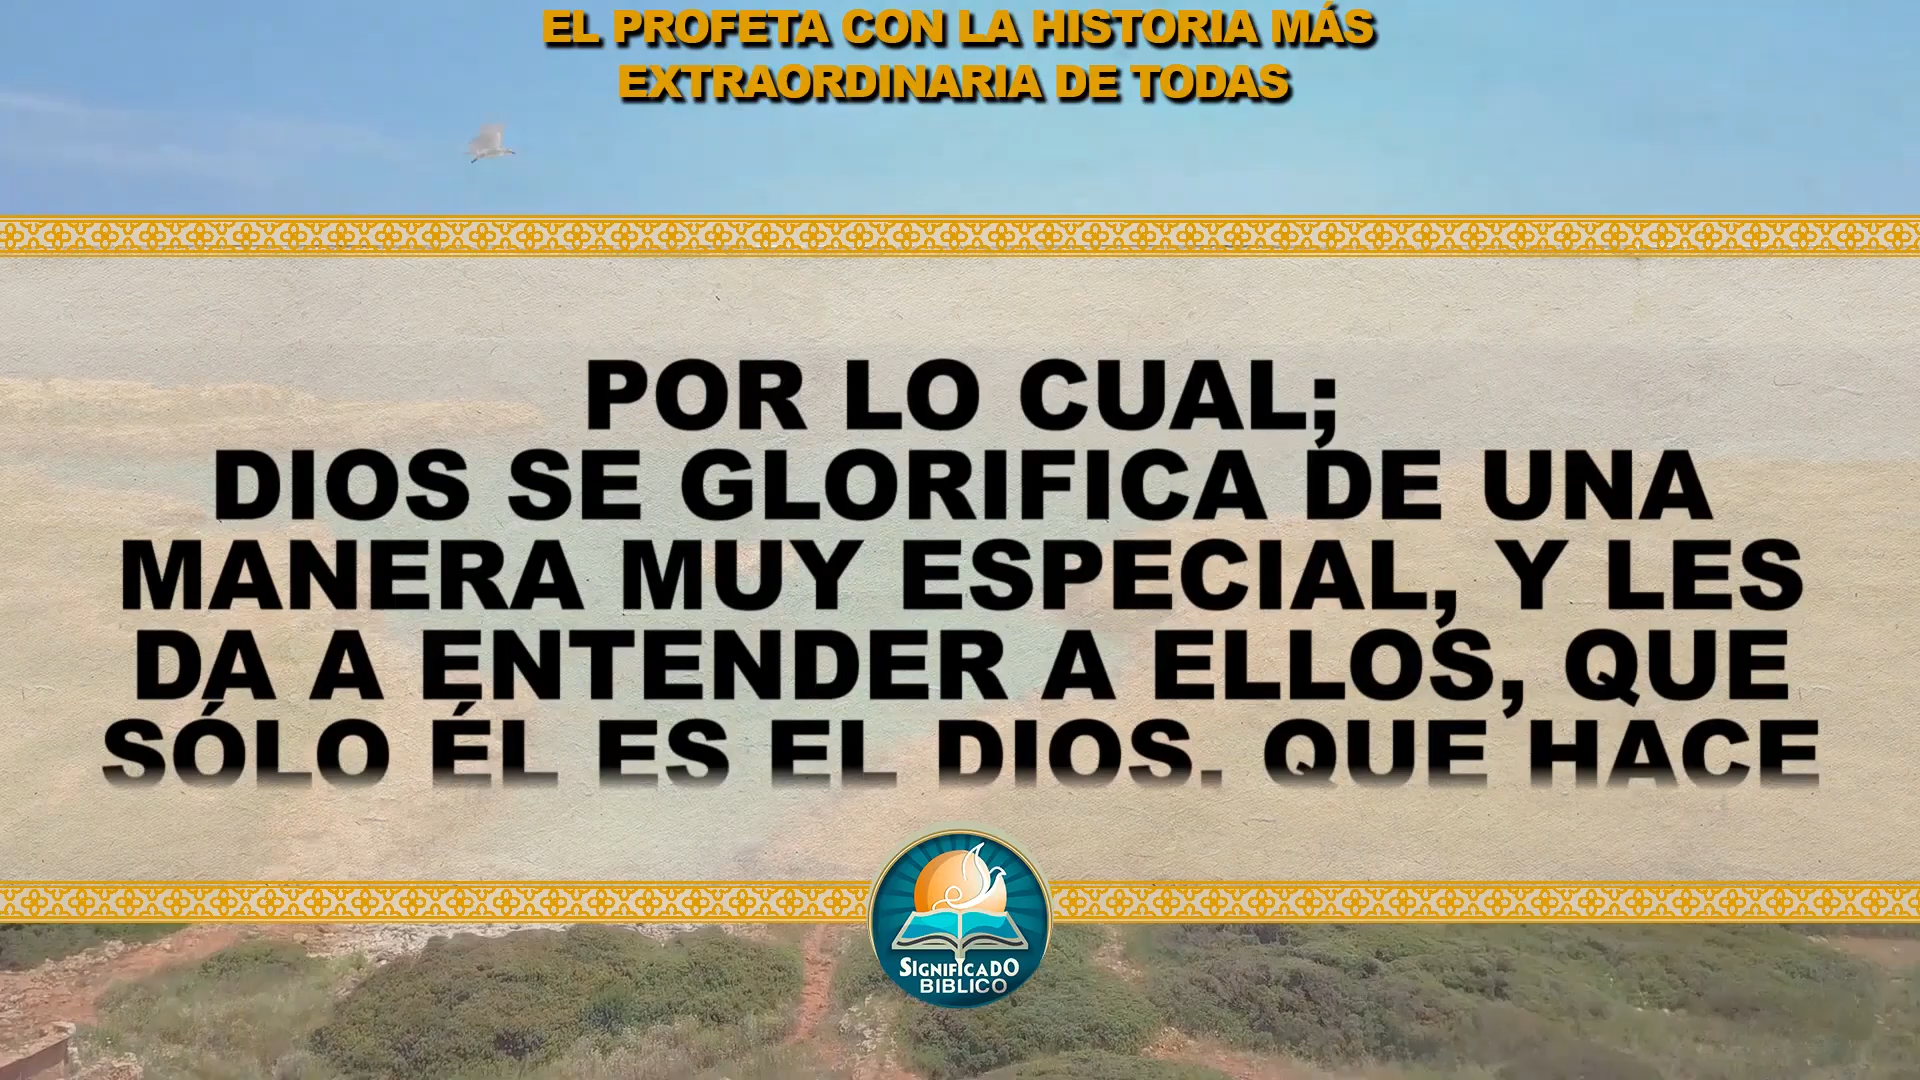 EL PROFETA CON LA HISTORIA MÁS
EXTRAORDINARIA DE TODAS
POR LO CUAL;
DIOS SE GLORIFICA DE UNA
MANERA MUY ESPECIAL, Y LES
DA A ENTENDER A ELLOS, QUE
SÓLO ÉL ES EL DIOS, QUE HACE
SIGNIFICADO
BIBLICO